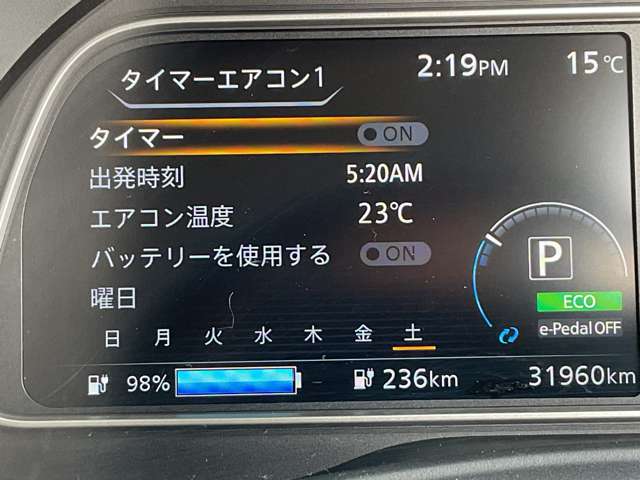 タイマーエアコン1 2:19PM 15℃
タイマー ON
出発時刻 5:20AM
エアコン温度 23℃
バッテリーを使用する ON
P
曜日
ECO
日 月 火 水 木 金 土
e-Pedal OFF
98% 236km 31960km